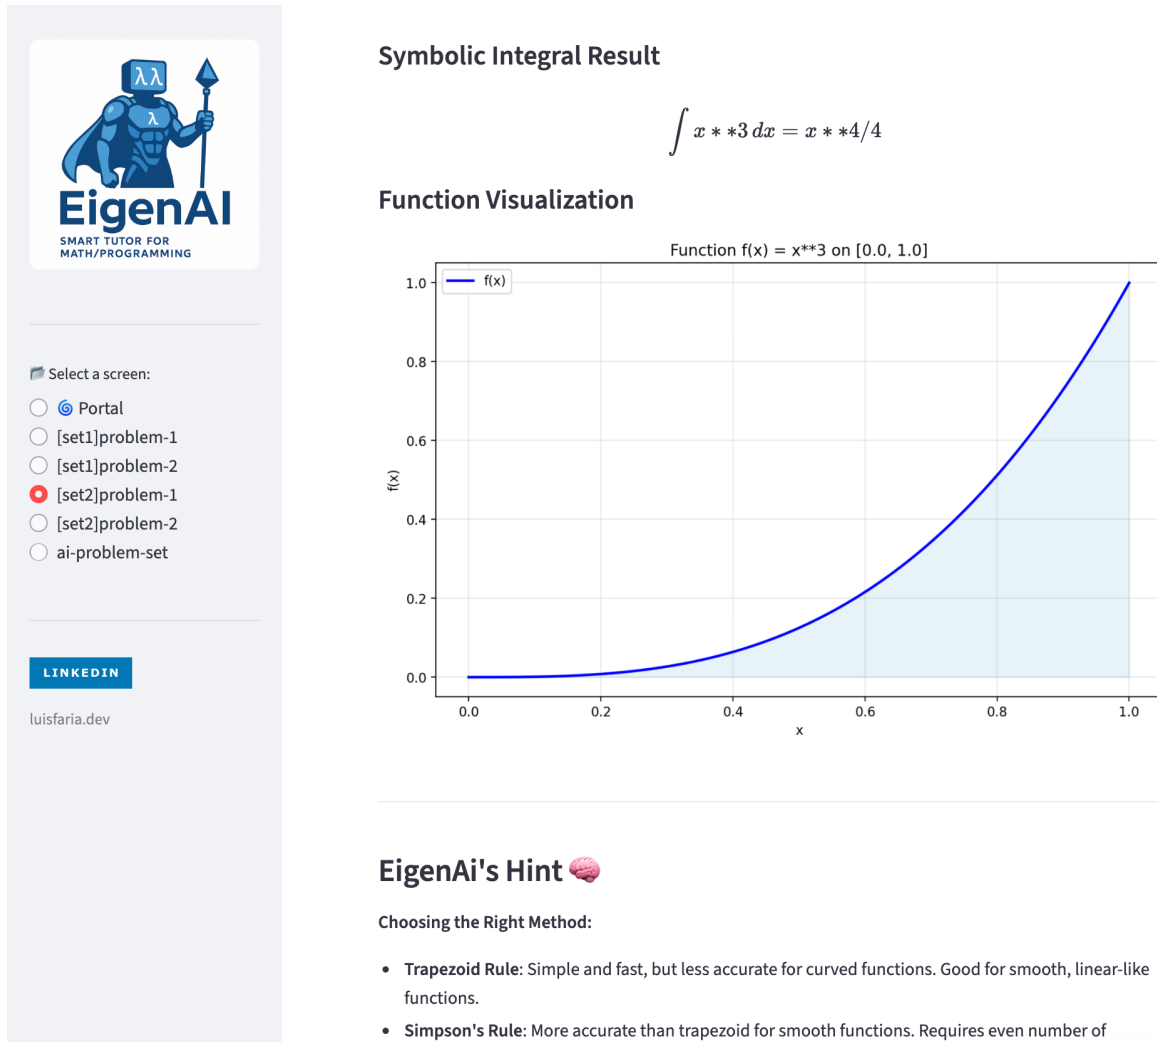 λλ
λ
EigenAI
SMART TUTOR FOR
MATH/PROGRAMMING
📂 Select a screen:
🌀 Portal
[set1]problem-1
[set1]problem-2
[set2]problem-1
[set2]problem-2
ai-problem-set
LINKEDIN
luisfaria.dev
Symbolic Integral Result
∫ x * *3 dx = x * *4/4
Function Visualization
Function f(x) = x**3 on [0.0, 1.0]
f(x)
1.0
0.8
0.6
0.4
0.2
0.0
f(x)
0.0 0.2 0.4 0.6 0.8 1.0
x
EigenAi's Hint 🧠
Choosing the Right Method:
• Trapezoid Rule: Simple and fast, but less accurate for curved functions. Good for smooth, linear-like
functions.
• Simpson's Rule: More accurate than trapezoid for smooth functions. Requires even number of